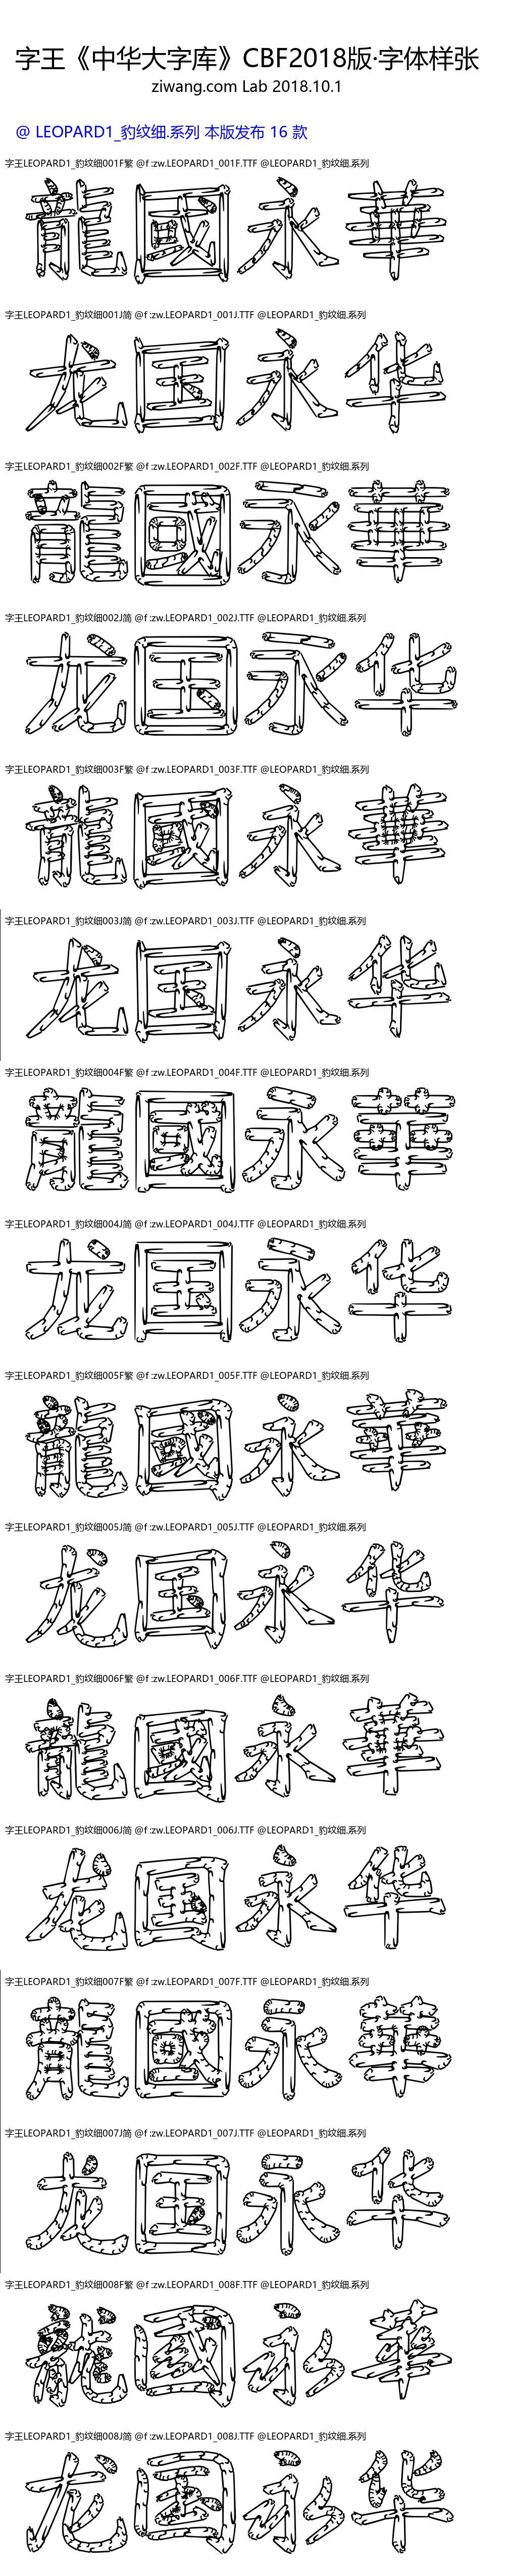 字王《中华大字库》CBF2018版·字体样张
ziwang.com Lab 2018.10.1
@ LEOPARD1_豹纹细.系列 本版发布 16 款
字王LEOPARD1_豹纹细001F繁 @f :zw.LEOPARD1_001F.TTF @LEOPARD1_豹纹细.系列
龍國永華
字王LEOPARD1_豹纹细001J简 @f :zw.LEOPARD1_001J.TTF @LEOPARD1_豹纹细.系列
龙国永华
字王LEOPARD1_豹纹细002F繁 @f :zw.LEOPARD1_002F.TTF @LEOPARD1_豹纹细.系列
龍國永華
字王LEOPARD1_豹纹细002J简 @f :zw.LEOPARD1_002J.TTF @LEOPARD1_豹纹细.系列
龙国永华
字王LEOPARD1_豹纹细003F繁 @f :zw.LEOPARD1_003F.TTF @LEOPARD1_豹纹细.系列
龍國永華
字王LEOPARD1_豹纹细003J简 @f :zw.LEOPARD1_003J.TTF @LEOPARD1_豹纹细.系列
龙国永华
字王LEOPARD1_豹纹细004F繁 @f :zw.LEOPARD1_004F.TTF @LEOPARD1_豹纹细.系列
龍國永華
字王LEOPARD1_豹纹细004J简 @f :zw.LEOPARD1_004J.TTF @LEOPARD1_豹纹细.系列
龙国永华
字王LEOPARD1_豹纹细005F繁 @f :zw.LEOPARD1_005F.TTF @LEOPARD1_豹纹细.系列
龍國永華
字王LEOPARD1_豹纹细005J简 @f :zw.LEOPARD1_005J.TTF @LEOPARD1_豹纹细.系列
龙国永华
字王LEOPARD1_豹纹细006F繁 @f :zw.LEOPARD1_006F.TTF @LEOPARD1_豹纹细.系列
龍國永華
字王LEOPARD1_豹纹细006J简 @f :zw.LEOPARD1_006J.TTF @LEOPARD1_豹纹细.系列
龙国永华
字王LEOPARD1_豹纹细007F繁 @f :zw.LEOPARD1_007F.TTF @LEOPARD1_豹纹细.系列
龍國永華
字王LEOPARD1_豹纹细007J简 @f :zw.LEOPARD1_007J.TTF @LEOPARD1_豹纹细.系列
龙国永华
字王LEOPARD1_豹纹细008F繁 @f :zw.LEOPARD1_008F.TTF @LEOPARD1_豹纹细.系列
龍國永華
字王LEOPARD1_豹纹细008J简 @f :zw.LEOPARD1_008J.TTF @LEOPARD1_豹纹细.系列
龙国永华